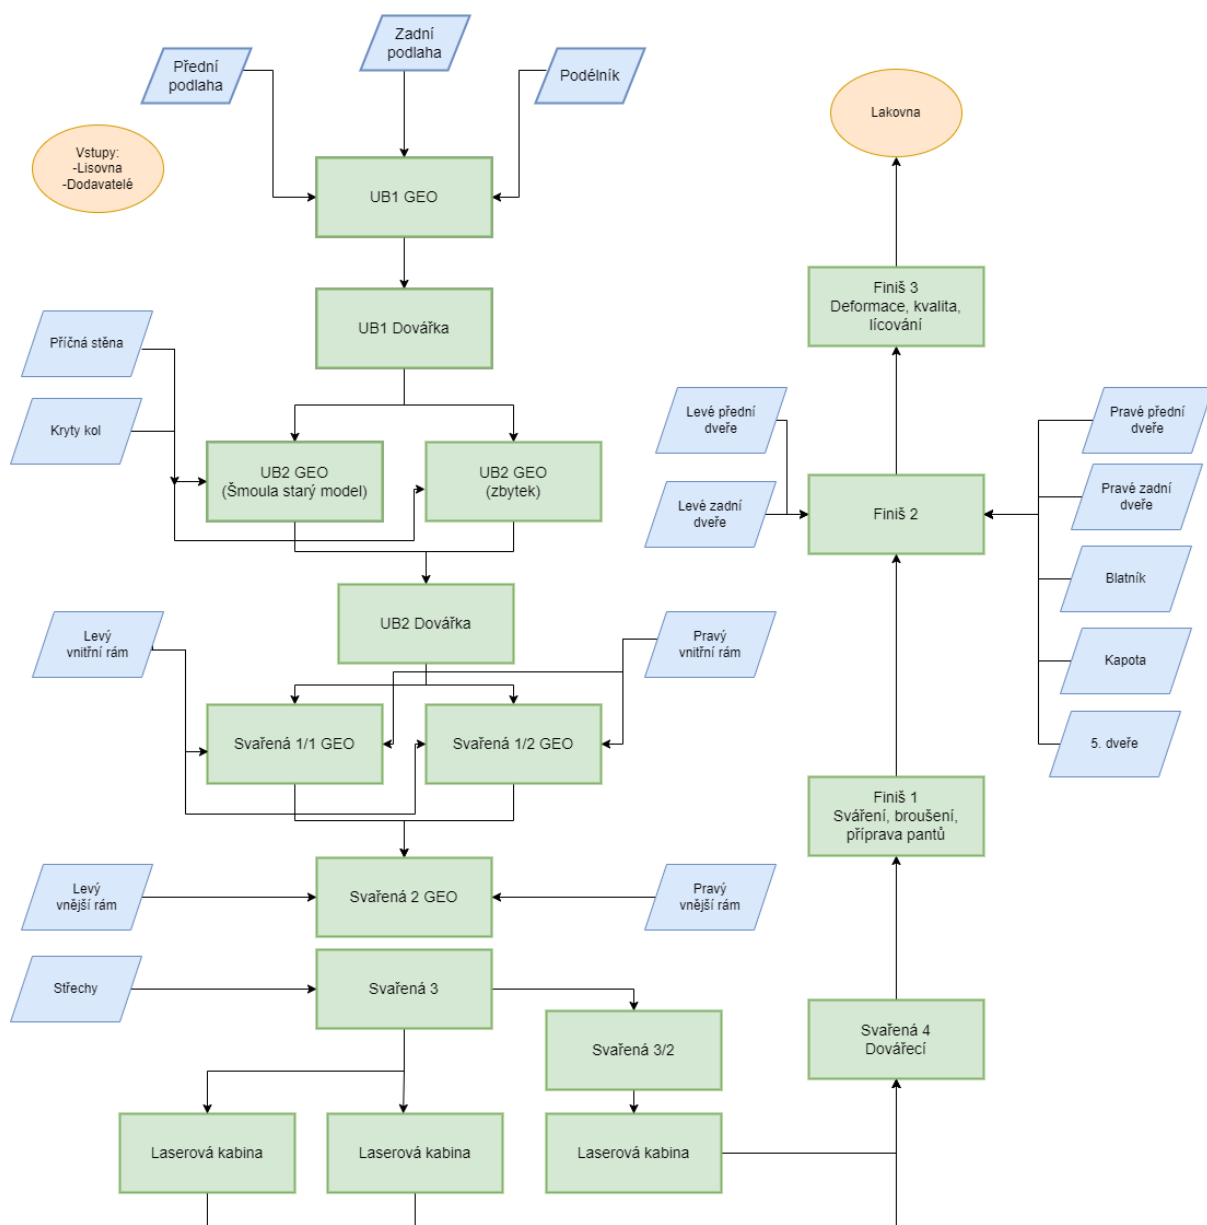 Zadní
podlaha
Přední
podlaha
Podélník
Lakovna
Vstupy:
-Lisovna
-Dodavatelé
UB1 GEO
Finiš 3
Deformace, kvalita,
lícování
UB1 Dovářka
Příčná stěna
Kryty kol
Levé přední
dveře
Pravé přední
dveře
UB2 GEO
(Šmoula starý model)
UB2 GEO
(zbytek)
Levé zadní
dveře
Finiš 2
Pravé zadní
dveře
Blatník
UB2 Dovářka
Levý
vnitřní rám
Pravý
vnitřní rám
Kapota
Svařená 1/1 GEO
Svařená 1/2 GEO
5. dveře
Finiš 1
Sváření, broušení,
příprava pantů
Levý
vnější rám
Svařená 2 GEO
Pravý
vnější rám
Střechy
Svařená 3
Svařená 3/2
Svařená 4
Dovářecí
Laserová kabina
Laserová kabina
Laserová kabina